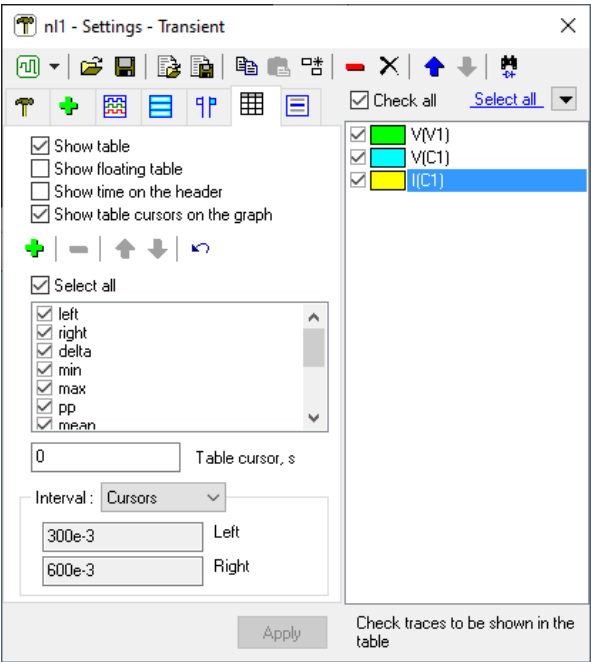 nl1 - Settings - Transient
Check all
Select all
Show table
Show floating table
Show time on the header
Show table cursors on the graph
Select all
left
right
delta
min
max
pp
mean
0
Table cursor, s
Interval :
Cursors
300e-3
Left
600e-3
Right
Apply
V(V1)
V(C1)
I(C1)
Check traces to be shown in the
table